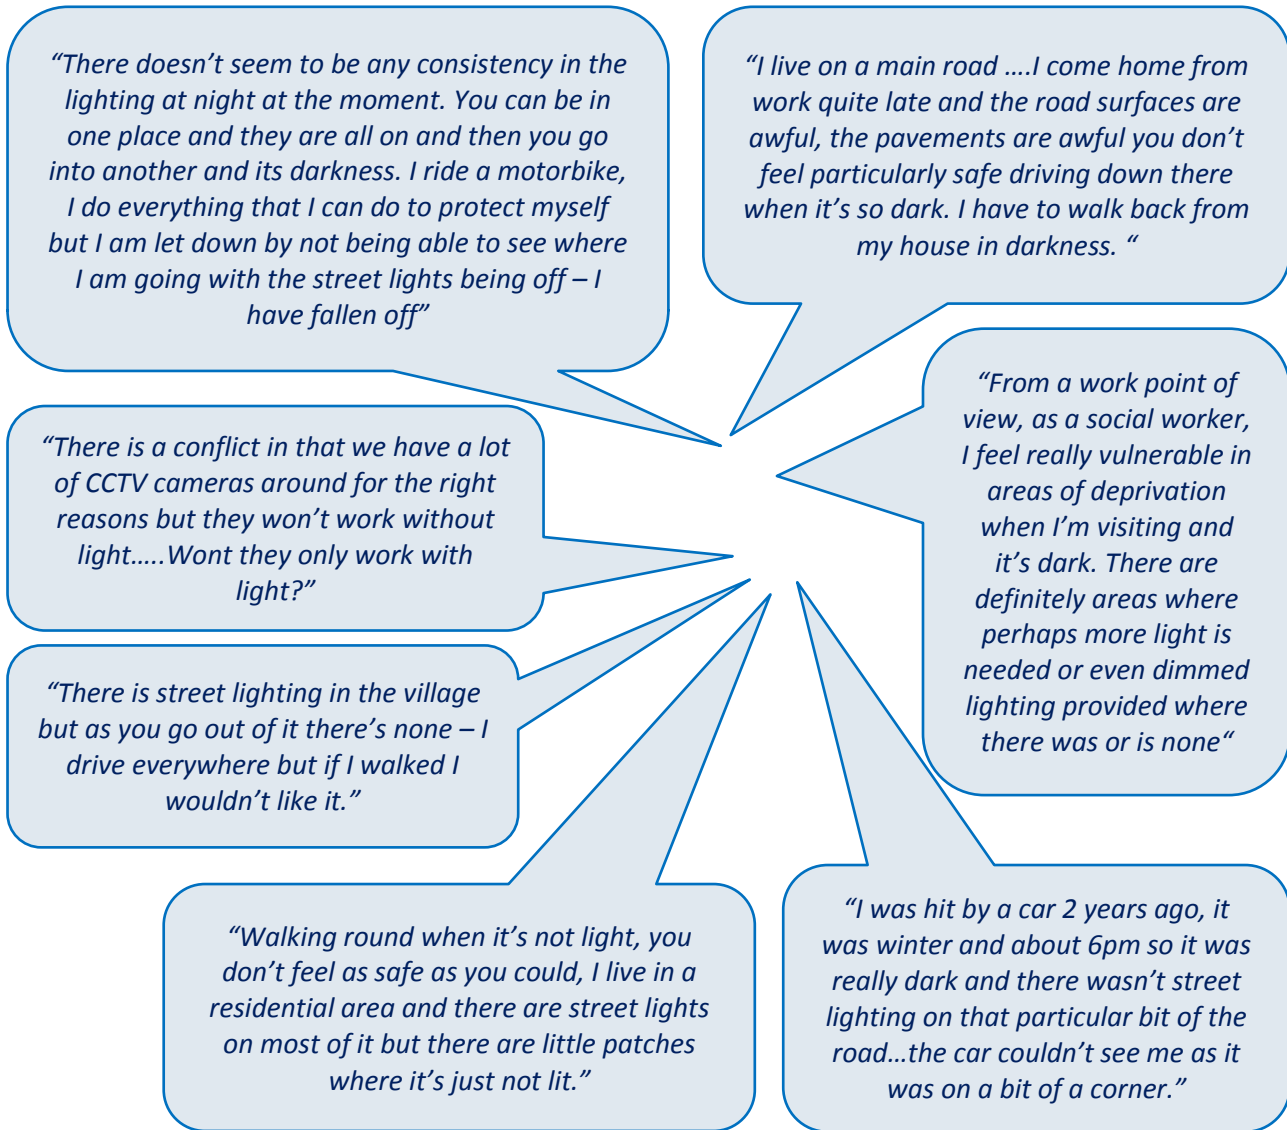 “There doesn’t seem to be any consistency in the
lighting at night at the moment. You can be in
one place and they are all on and then you go
into another and its darkness. I ride a motorbike,
I do everything that I can do to protect myself
but I am let down by not being able to see where
I am going with the street lights being off – I
have fallen off”
“I live on a main road ….I come home from
work quite late and the road surfaces are
awful, the pavements are awful you don’t
feel particularly safe driving down there
when it’s so dark. I have to walk back from
my house in darkness. “
“From a work point of
view, as a social worker,
I feel really vulnerable in
areas of deprivation
when I’m visiting and
it’s dark. There are
definitely areas where
perhaps more light is
needed or even dimmed
lighting provided where
there was or is none“
“There is a conflict in that we have a lot
of CCTV cameras around for the right
reasons but they won’t work without
light…..Wont they only work with
light?”
“There is street lighting in the village
but as you go out of it there’s none – I
drive everywhere but if I walked I
wouldn’t like it.”
“Walking round when it’s not light, you
don’t feel as safe as you could, I live in a
residential area and there are street lights
on most of it but there are little patches
where it’s just not lit.”
“I was hit by a car 2 years ago, it
was winter and about 6pm so it was
really dark and there wasn’t street
lighting on that particular bit of the
road…the car couldn’t see me as it
was on a bit of a corner.”